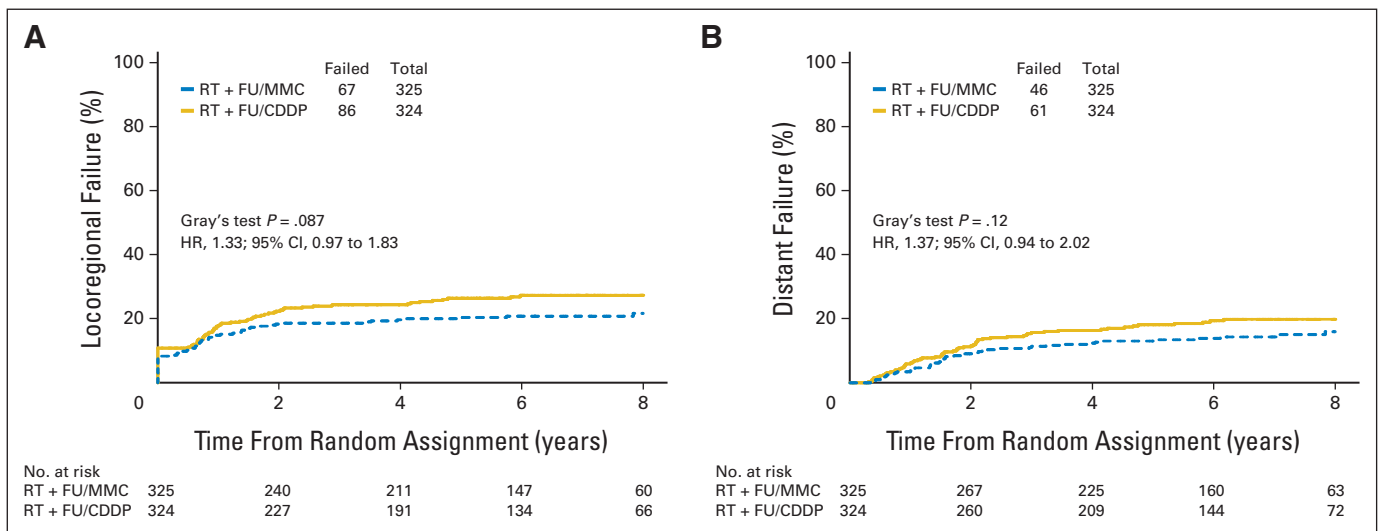 A
Locoregional Failure (%)
100
80
60
40
20
0
2
4
6
8
Failed Total
RT + FU/MMC 67 325
RT + FU/CDDP 86 324
Gray's test P = .087
HR, 1.33; 95% CI, 0.97 to 1.83
Time From Random Assignment (years)
No. at risk
RT + FU/MMC 325 240 211 147 60
RT + FU/CDDP 324 227 191 134 66
B
Distant Failure (%)
100
80
60
40
20
0
2
4
6
8
Failed Total
RT + FU/MMC 46 325
RT + FU/CDDP 61 324
Gray's test P = .12
HR, 1.37; 95% CI, 0.94 to 2.02
Time From Random Assignment (years)
No. at risk
RT + FU/MMC 325 267 225 160 63
RT + FU/CDDP 324 260 209 144 72